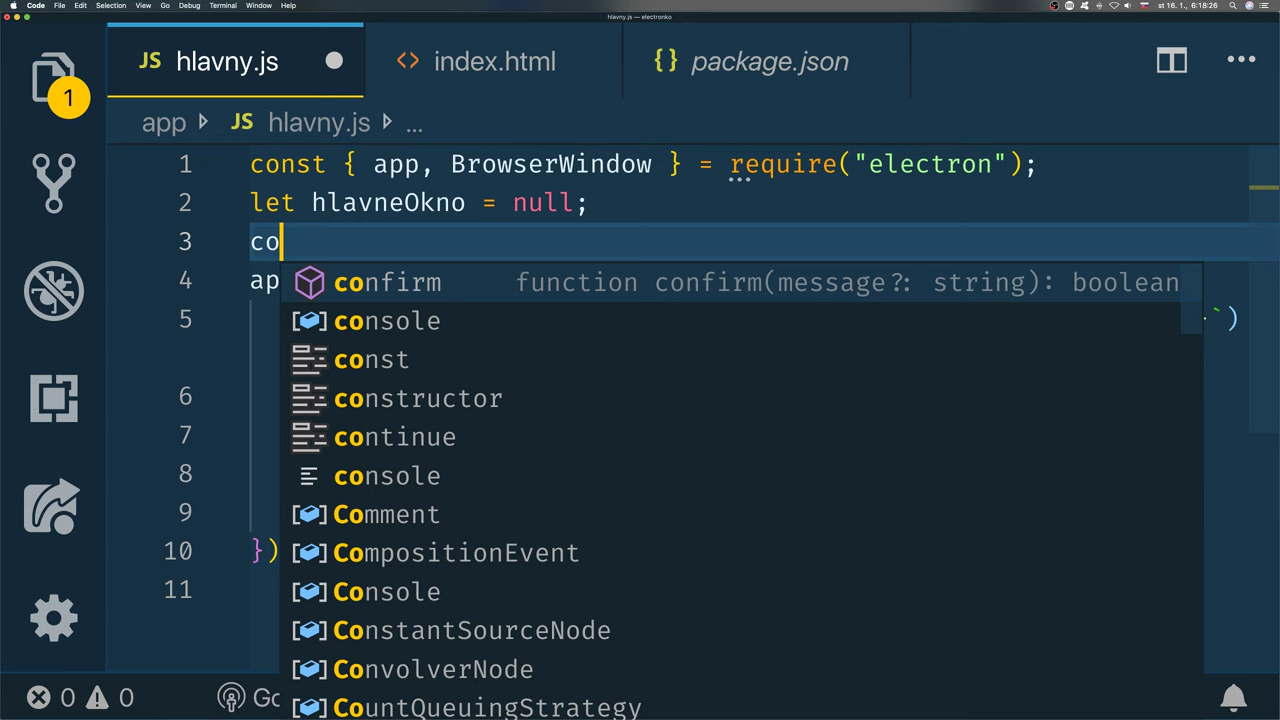 Code File Edit Selection View Go Debug Terminal Window Help st 16. 1., 6:18:26
hlavny.js — electronko
JS hlavny.js <> index.html {} package.json
app JS hlavny.js ...
1 const { app, BrowserWindow } = require("electron");
2 let hlavneOkno = null;
3 co
4 ap
confirm function confirm(message?: string): boolean
5 `)
console
const
6 constructor
7 continue
8 console
9 Comment
10 }) CompositionEvent
11 Console
ConstantSourceNode
ConvolverNode
CountQueuingStrategy
0 0 Go
1